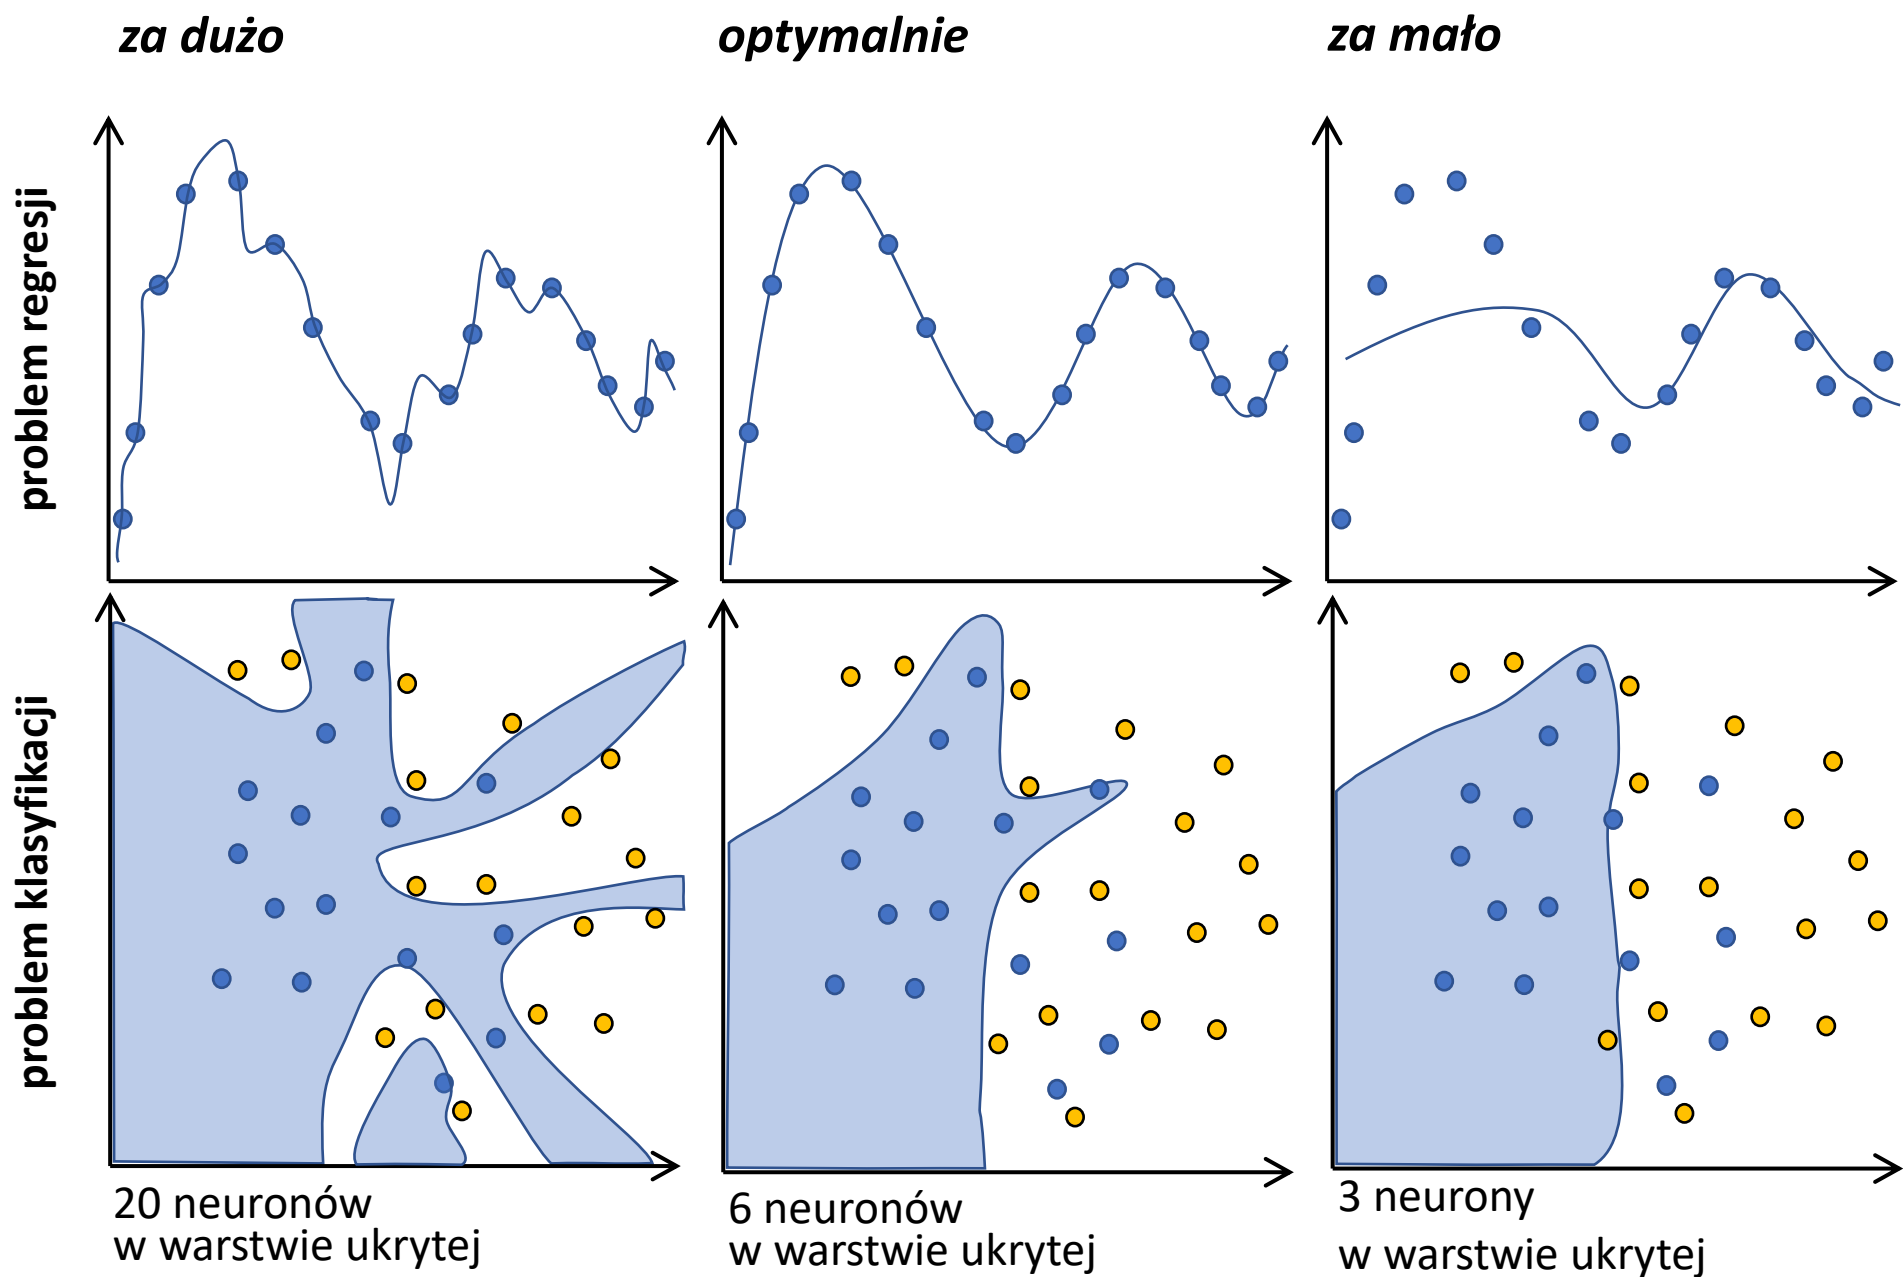 za dużo
optymalnie
za mało
problem regresji
problem klasyfikacji
20 neuronów
w warstwie ukrytej
6 neuronów
w warstwie ukrytej
3 neurony
w warstwie ukrytej